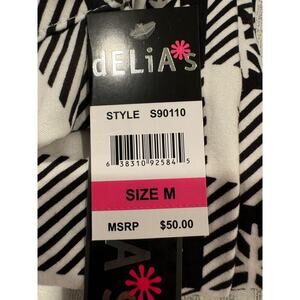 dELiA*s
STYLE S90110
6 38310 92584 5
SIZE M
MSRP $50.00
A*s